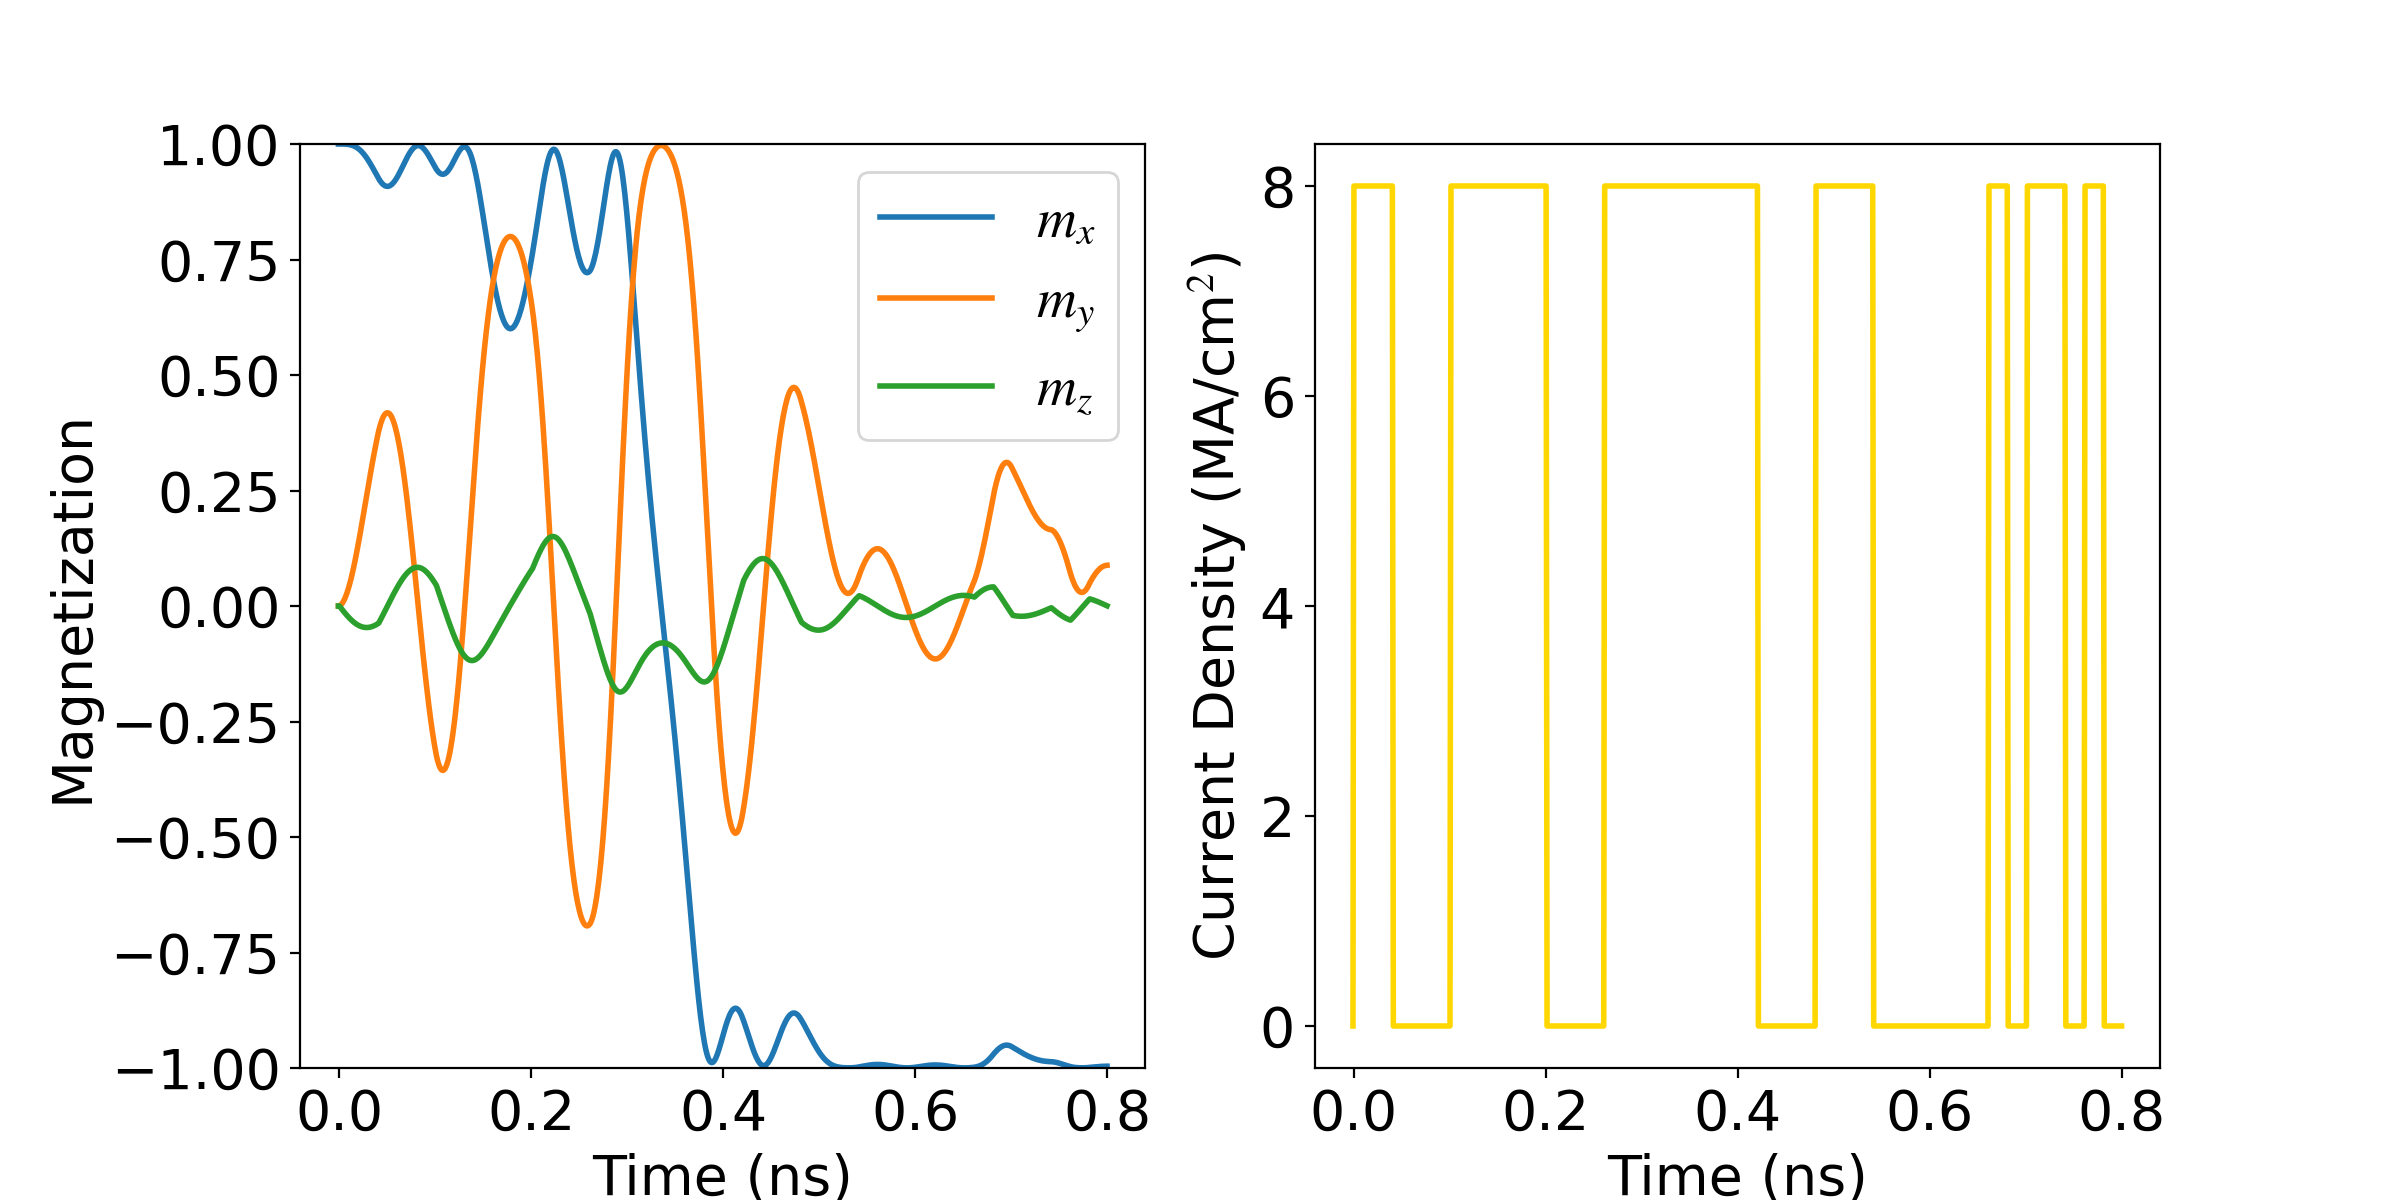 Magnetization
1.00
0.75
0.50
0.25
0.00
−0.25
−0.50
−0.75
−1.00
0.0 0.2 0.4 0.6 0.8
Time (ns)
m_x
m_y
m_z
Current Density (MA/cm²)
8
6
4
2
0
0.0 0.2 0.4 0.6 0.8
Time (ns)